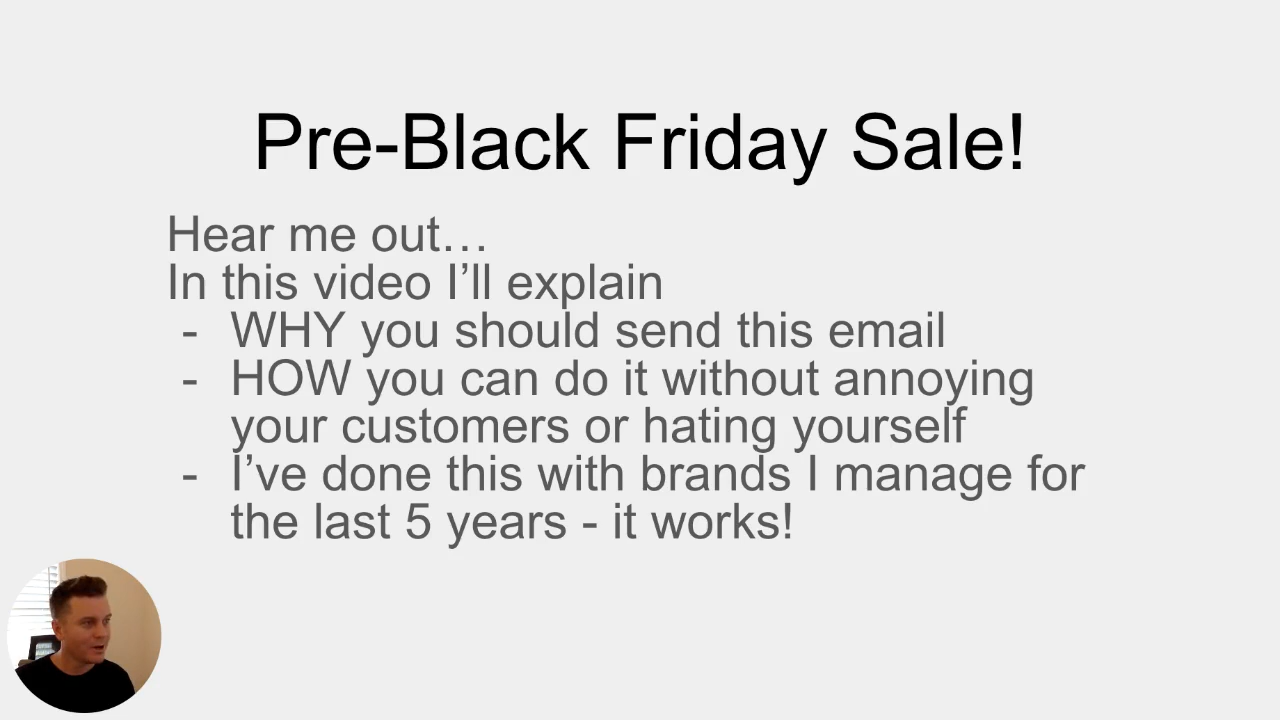 Pre-Black Friday Sale!
Hear me out…
In this video I’ll explain
- WHY you should send this email
- HOW you can do it without annoying
your customers or hating yourself
- I’ve done this with brands I manage for
the last 5 years - it works!